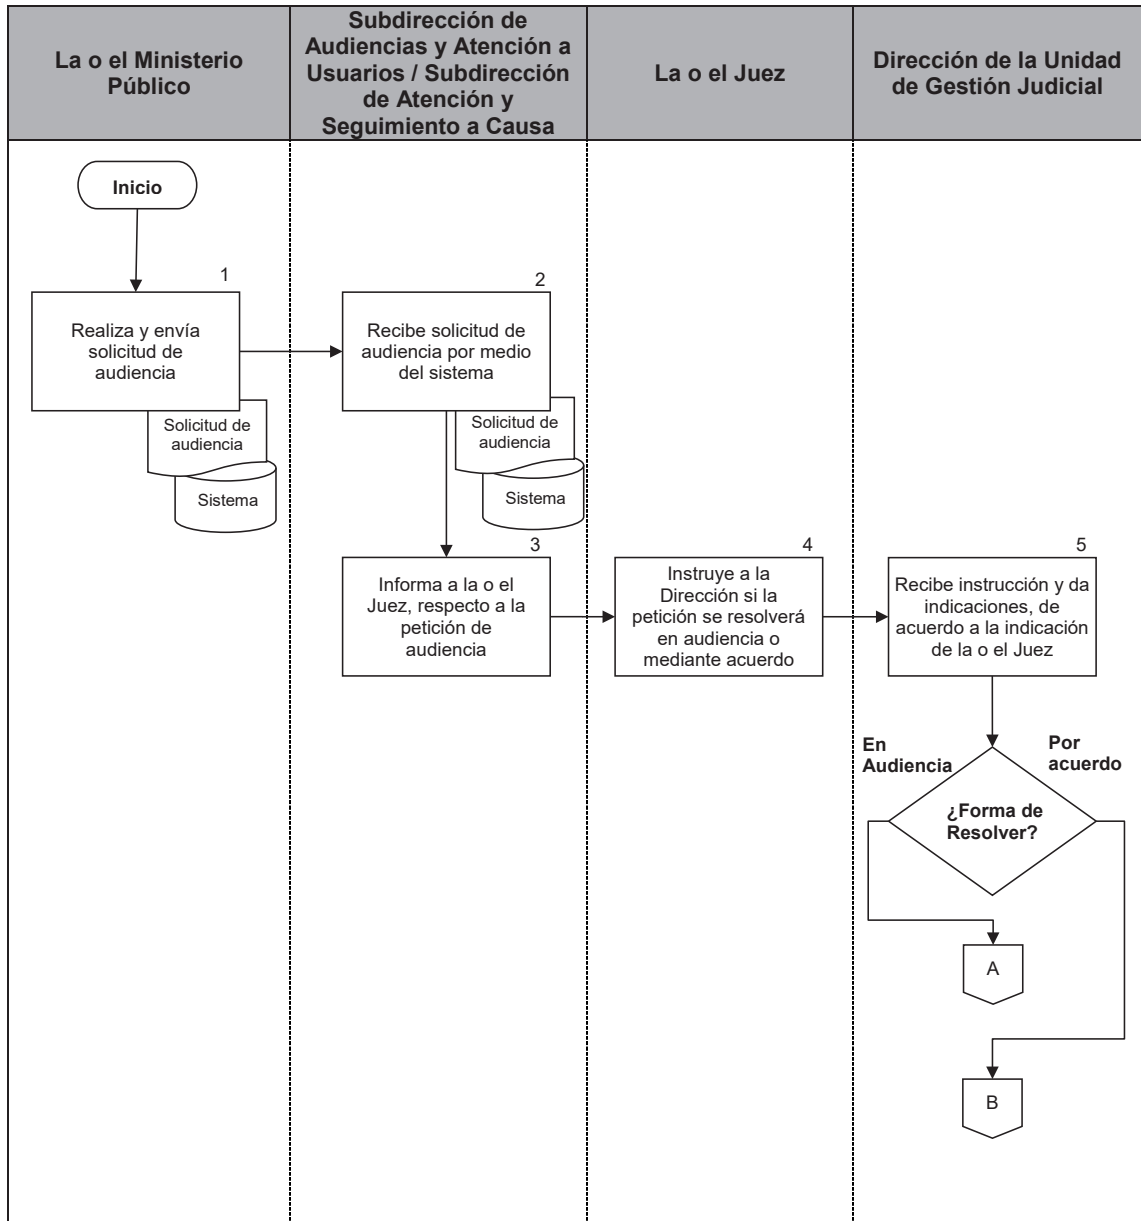 La o el Ministerio
Público
Subdirección de
Audiencias y Atención a
Usuarios / Subdirección
de Atención y
Seguimiento a Causa
La o el Juez
Dirección de la Unidad
de Gestión Judicial
Inicio
1
Realiza y envía
solicitud de
audiencia
Solicitud de
audiencia
Sistema
2
Recibe solicitud de
audiencia por medio
del sistema
Solicitud de
audiencia
Sistema
3
Informa a la o el
Juez, respecto a la
petición de
audiencia
4
Instruye a la
Dirección si la
petición se resolverá
en audiencia o
mediante acuerdo
5
Recibe instrucción y da
indicaciones, de
acuerdo a la indicación
de la o el Juez
En
Audiencia
Por
acuerdo
¿Forma de
Resolver?
A
B